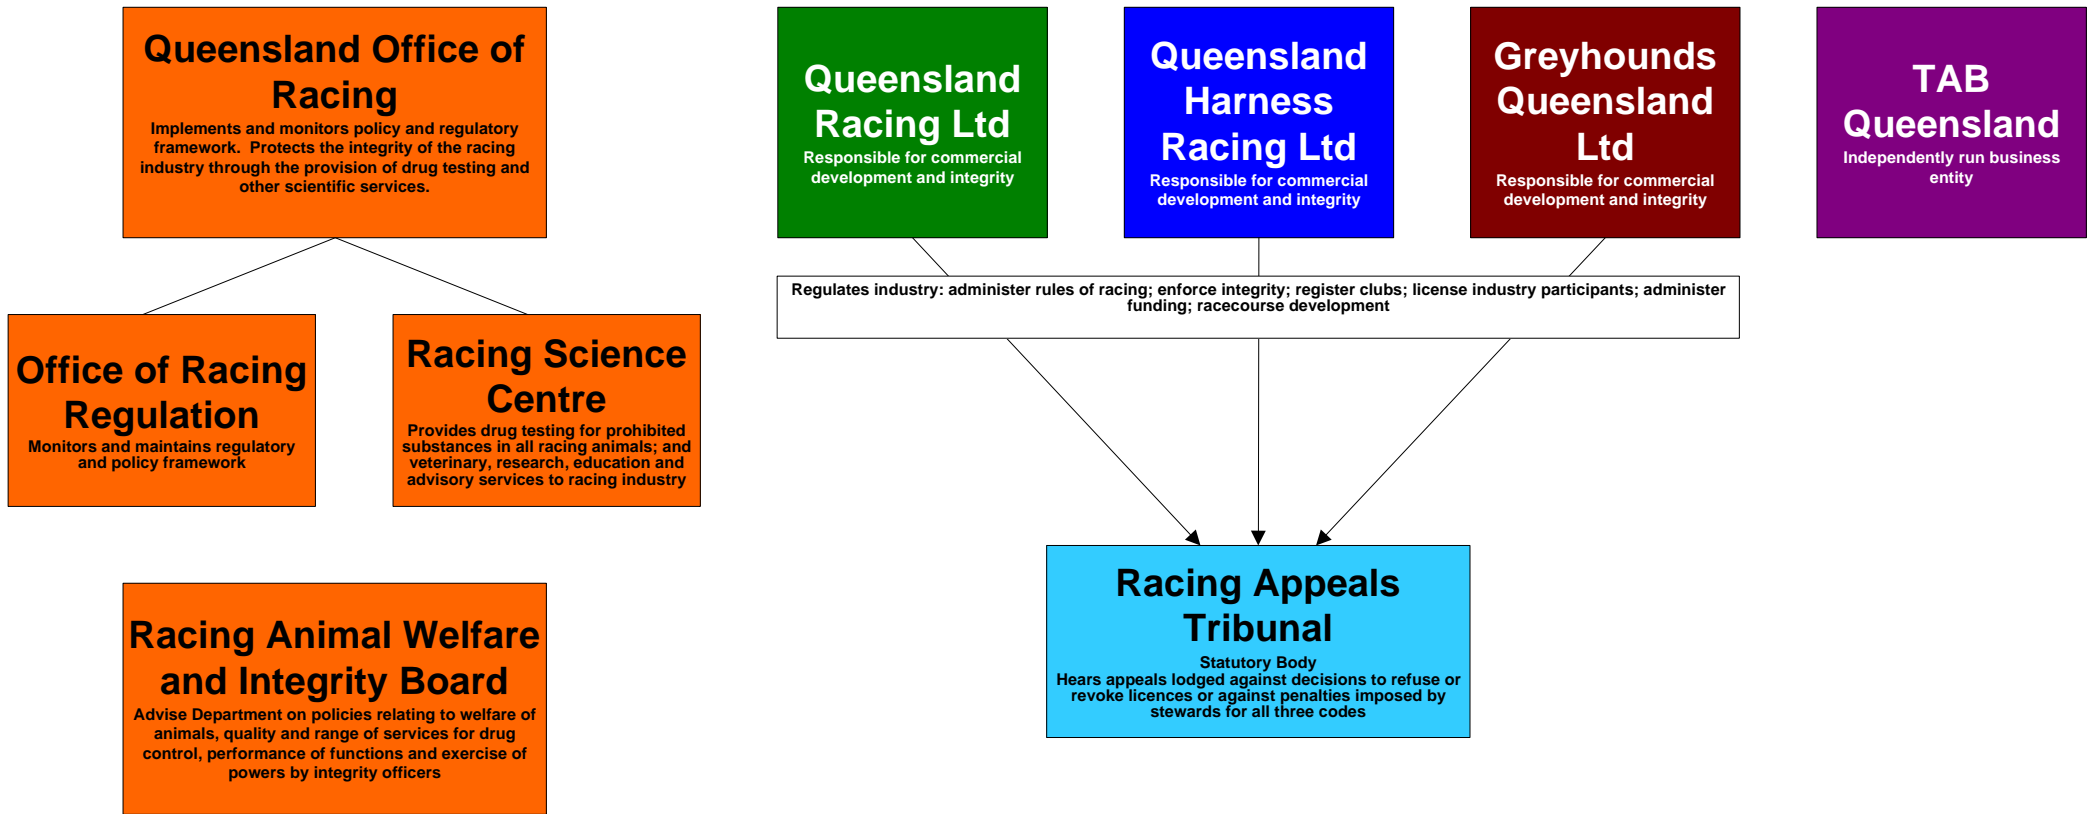 Queensland Office of
Racing
Implements and monitors policy and regulatory
framework.  Protects the integrity of the racing
industry through the provision of drug testing and
other scientific services.
Queensland
Racing Ltd
Responsible for commercial
development and integrity
Queensland
Harness
Racing Ltd
Responsible for commercial
development and integrity
Greyhounds
Queensland
Ltd
Responsible for commercial
development and integrity
TAB
Queensland
Independently run business
entity
Regulates industry: administer rules of racing; enforce integrity; register clubs; license industry participants; administer
funding; racecourse development
Office of Racing
Regulation
Monitors and maintains regulatory
and policy framework
Racing Science
Centre
Provides drug testing for prohibited
substances in all racing animals; and
veterinary, research, education and
advisory services to racing industry
Racing Appeals
Tribunal
Statutory Body
Hears appeals lodged against decisions to refuse or
revoke licences or against penalties imposed by
stewards for all three codes
Racing Animal Welfare
and Integrity Board
Advise Department on policies relating to welfare of
animals, quality and range of services for drug
control, performance of functions and exercise of
powers by integrity officers